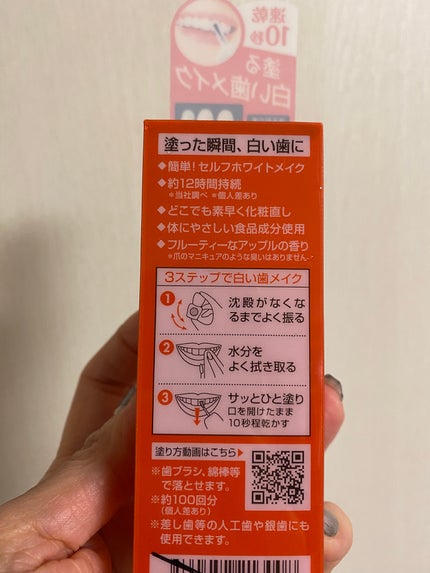 速乾
10秒
塗る
白い歯メイク
塗った瞬間、白い歯に
◆簡単！セルフホワイトメイク
◆約12時間持続
＊当社調べ ＊個人差あり
◆どこでも素早く化粧直し
◆体にやさしい食品成分使用
◆フルーティーなアップルの香り
＊爪のマニキュアのような臭いはありません
3ステップで白い歯メイク
1
沈殿がなくな
るまでよく振る
2
水分を
よく拭き取る
3
サッとひと塗り
口を開けたまま
10秒程乾かす
塗り方動画はこちら▶
※歯ブラシ、綿棒等
で落とせます。
※約100回分
（個人差あり）
※差し歯等の人工歯や銀歯にも
使用できます。